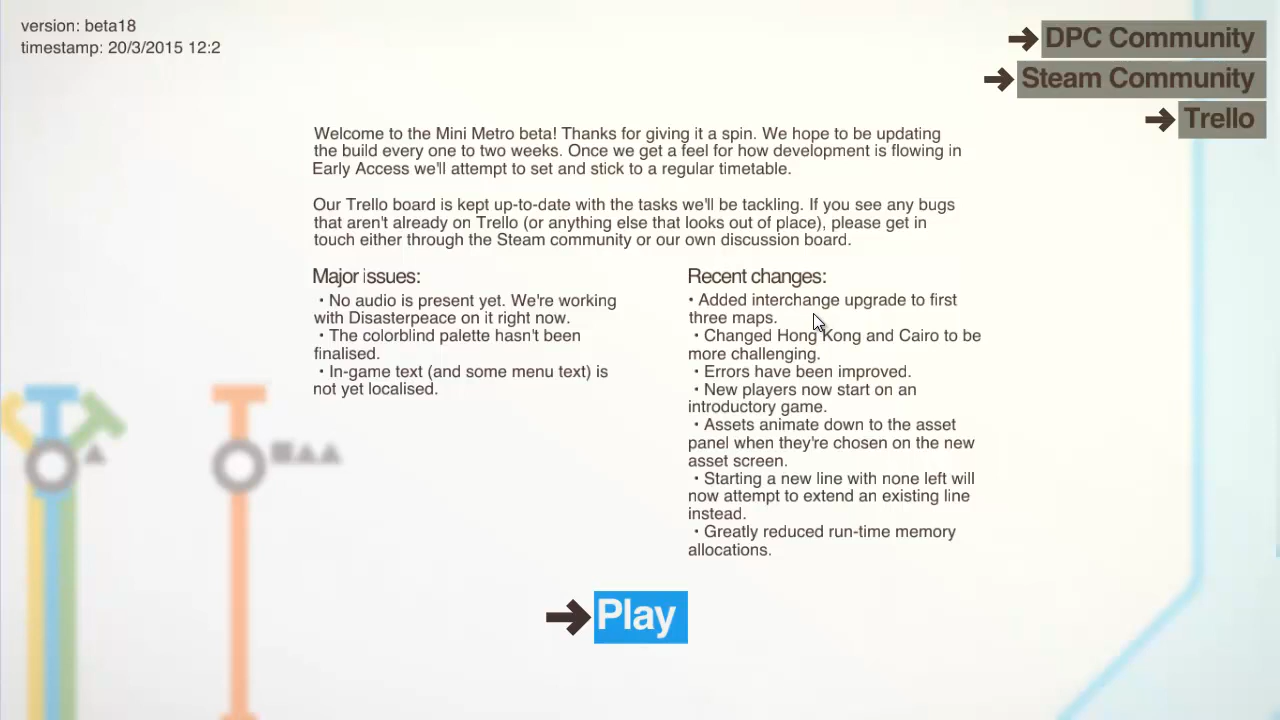 version: beta18
timestamp: 20/3/2015 12:2
DPC Community
Steam Community
Trello
Welcome to the Mini Metro beta! Thanks for giving it a spin. We hope to be updating
the build every one to two weeks. Once we get a feel for how development is flowing in
Early Access we'll attempt to set and stick to a regular timetable.
Our Trello board is kept up-to-date with the tasks we'll be tackling. If you see any bugs
that aren't already on Trello (or anything else that looks out of place), please get in
touch either through the Steam community or our own discussion board.
Major issues:
• No audio is present yet. We're working
with Disasterpeace on it right now.
• The colorblind palette hasn't been
finalised.
• In-game text (and some menu text) is
not yet localised.
Recent changes:
• Added interchange upgrade to first
three maps.
• Changed Hong Kong and Cairo to be
more challenging.
• Errors have been improved.
• New players now start on an
introductory game.
• Assets animate down to the asset
panel when they're chosen on the new
asset screen.
• Starting a new line with none left will
now attempt to extend an existing line
instead.
• Greatly reduced run-time memory
allocations.
Play